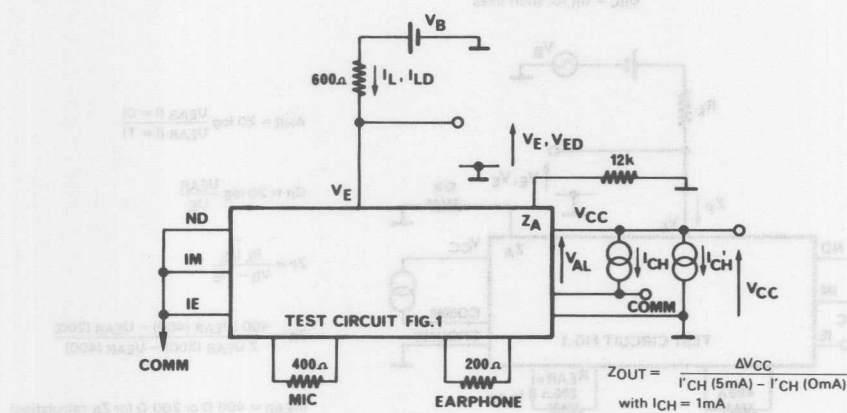 VB
600Ω
IL , ILD
VE , VED
12k
VE
ZA
VCC
ND
IM
IE
VAL
ICH
I'CH
VCC
COMM
TEST CIRCUIT FIG.1
COMM
400Ω
MIC
200Ω
EARPHONE
ZOUT = ΔVCC
I'CH (5mA) – I'CH (0mA)
with ICH = 1mA